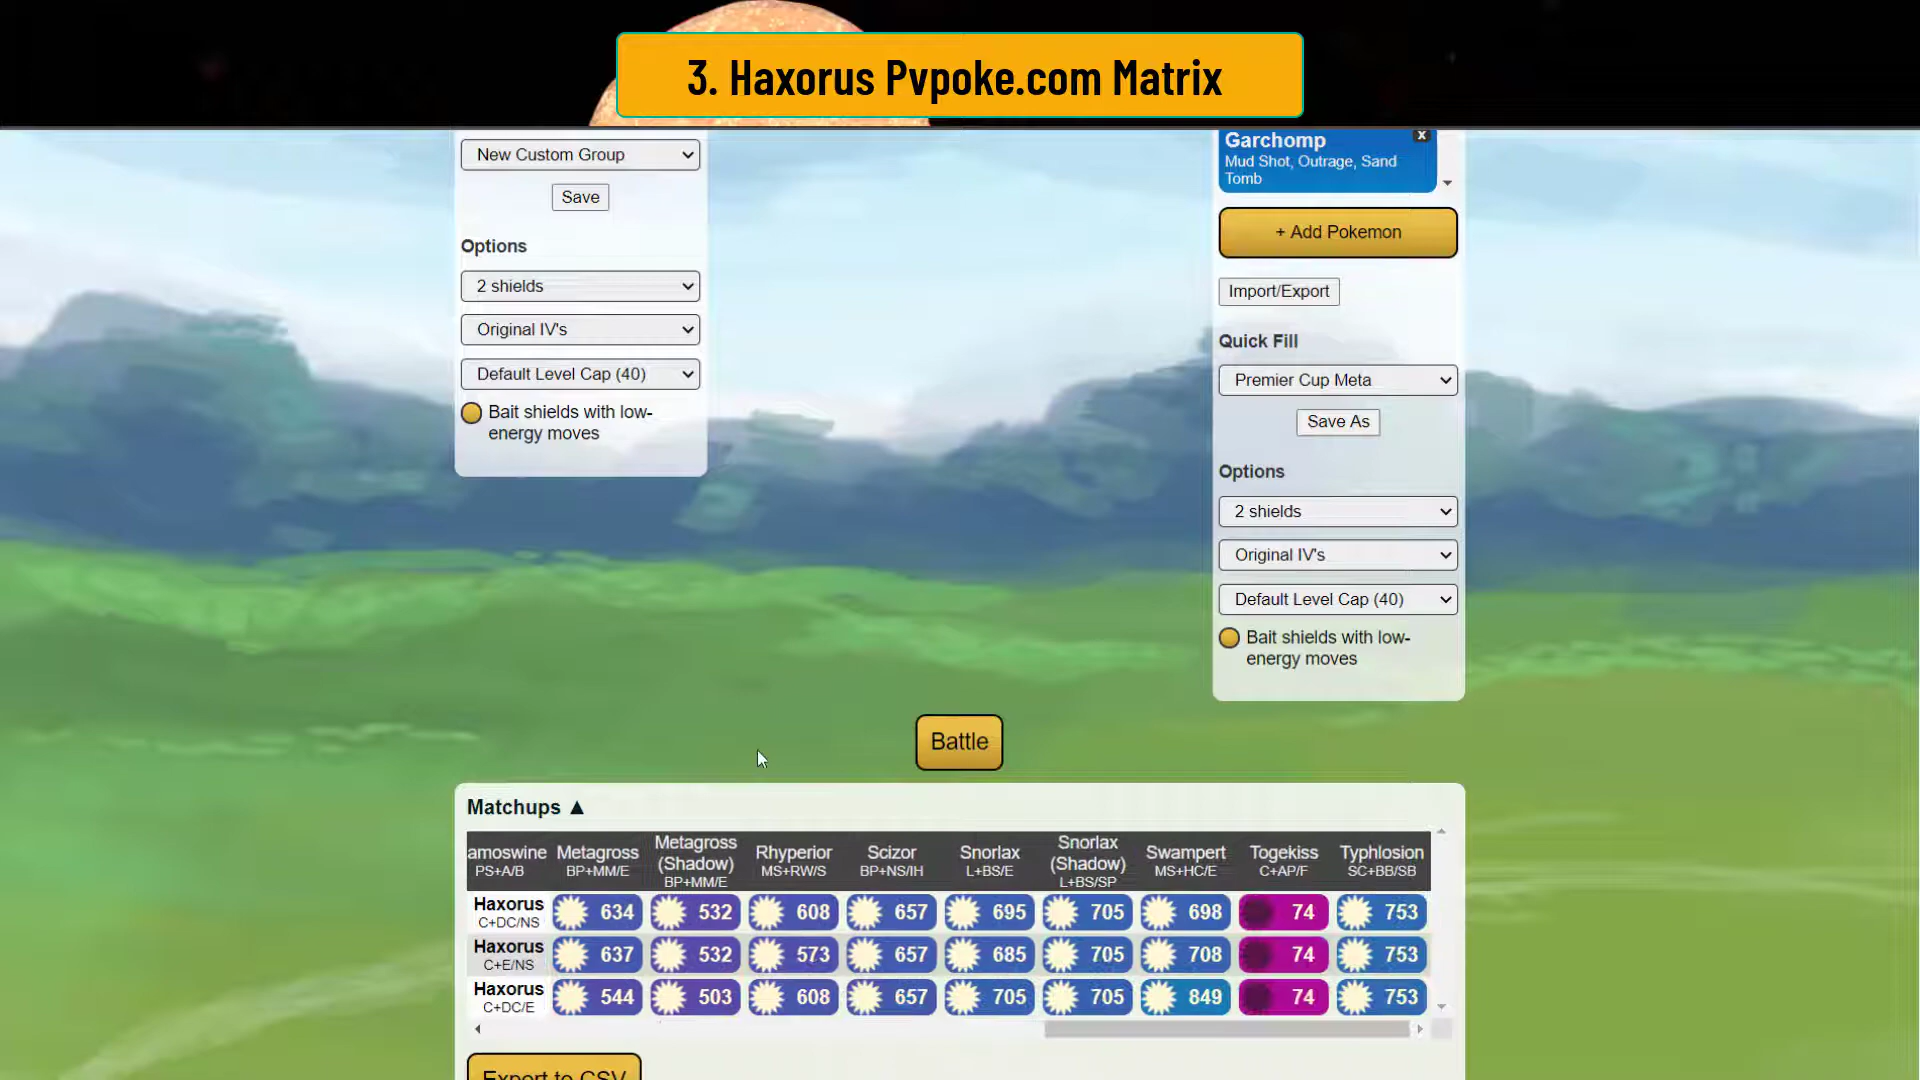 3. Haxorus Pvpoke.com Matrix
New Custom Group
Save
Options
2 shields
Original IV's
Default Level Cap (40)
Bait shields with low-
energy moves
Garchomp
x
Mud Shot, Outrage, Sand
Tomb
+ Add Pokemon
Import/Export
Quick Fill
Premier Cup Meta
Save As
Options
2 shields
Original IV's
Default Level Cap (40)
Bait shields with low-
energy moves
Battle
Matchups ▲
amoswine Metagross Metagross (Shadow) Rhyperior Scizor Snorlax Snorlax (Shadow) Swampert Togekiss Typhlosion
PS+A/B BP+MM/E BP+MM/E MS+RW/S BP+NS/IH L+BS/E L+BS/SP MS+HC/E C+AP/F SC+BB/SB
Haxorus 634 532 608 657 695 705 698 74 753
C+DC/NS
Haxorus 637 532 573 657 685 705 708 74 753
C+E/NS
Haxorus 544 503 608 657 705 705 849 74 753
C+DC/E
Export to CSV